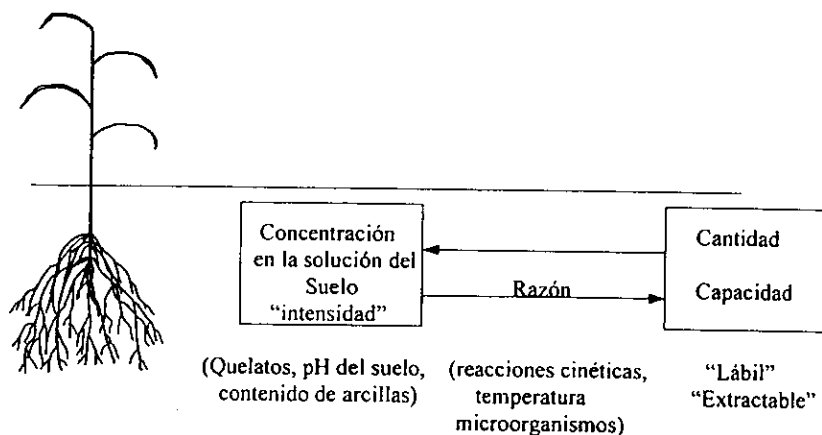 Concentración
en la solución del
Suelo
“intensidad”
Razón
Cantidad
Capacidad
(Quelatos, pH del suelo,
contenido de arcillas)
(reacciones cinéticas,
temperatura
microorganismos)
“Lábil”
“Extractable”